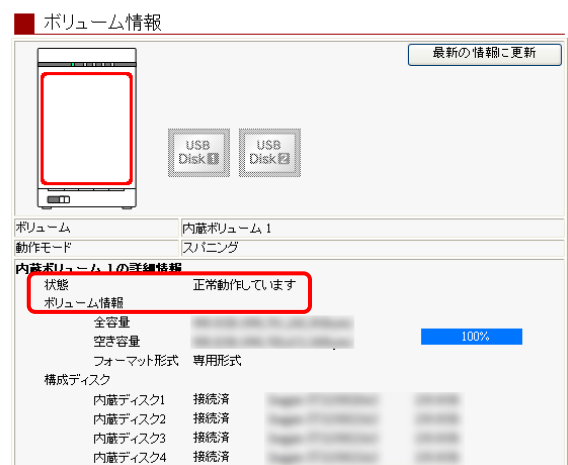 ボリューム情報
最新の情報に更新
USB Disk 1
USB Disk 2
ボリューム 内蔵ボリューム 1
動作モード スパニング
内蔵ボリューム 1の詳細情報
状態 正常動作しています
ボリューム情報
全容量
空き容量 100%
フォーマット形式 専用形式
構成ディスク
内蔵ディスク1 接続済
内蔵ディスク2 接続済
内蔵ディスク3 接続済
内蔵ディスク4 接続済